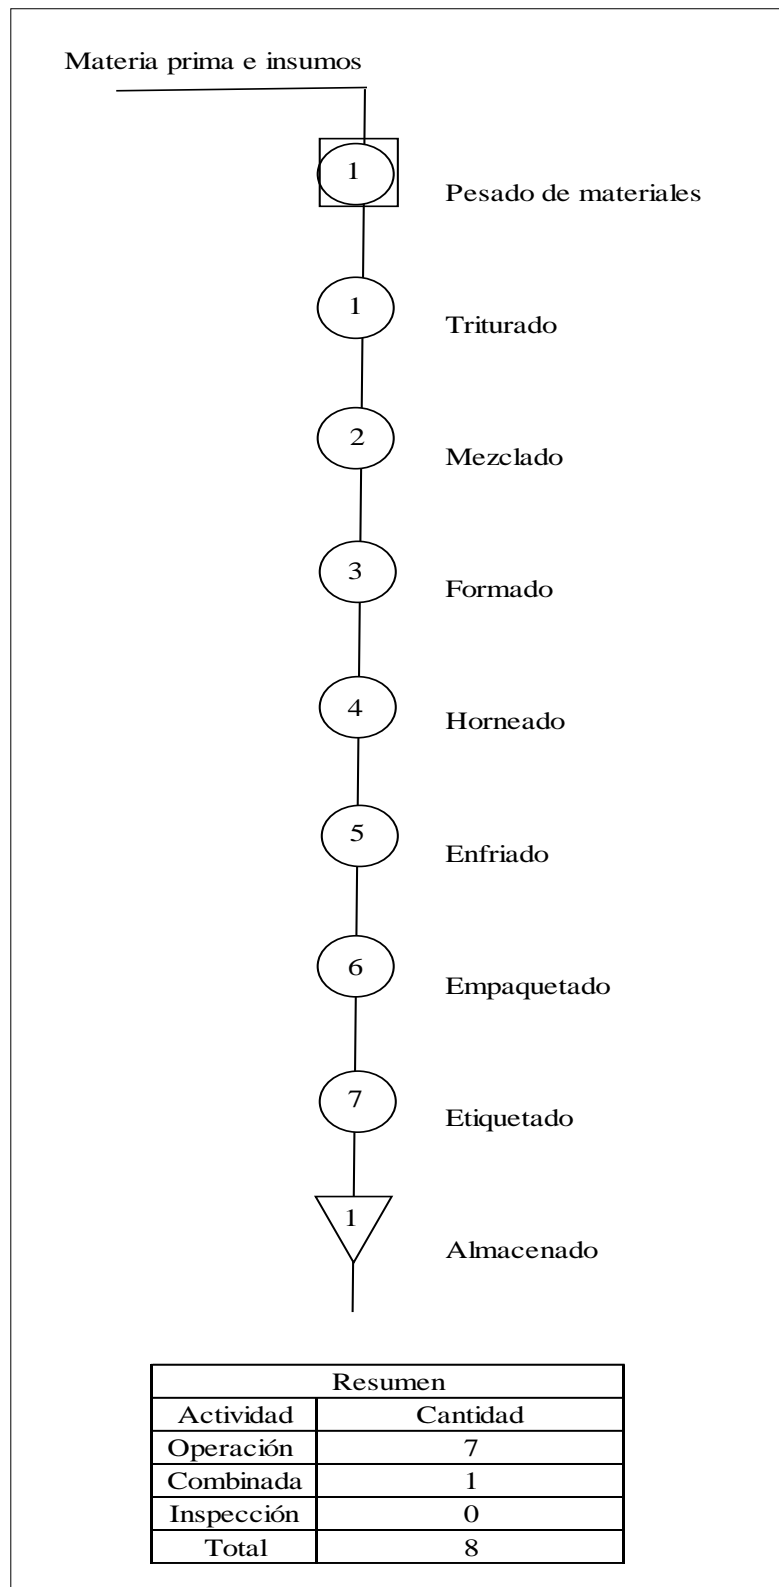 Materia prima e insumos
1
Pesado de materiales
1
Triturado
2
Mezclado
3
Formado
4
Horneado
5
Enfriado
6
Empaquetado
7
Etiquetado
1
Almacenado
Resumen
Actividad Cantidad
Operación 7
Combinada 1
Inspección 0
Total 8